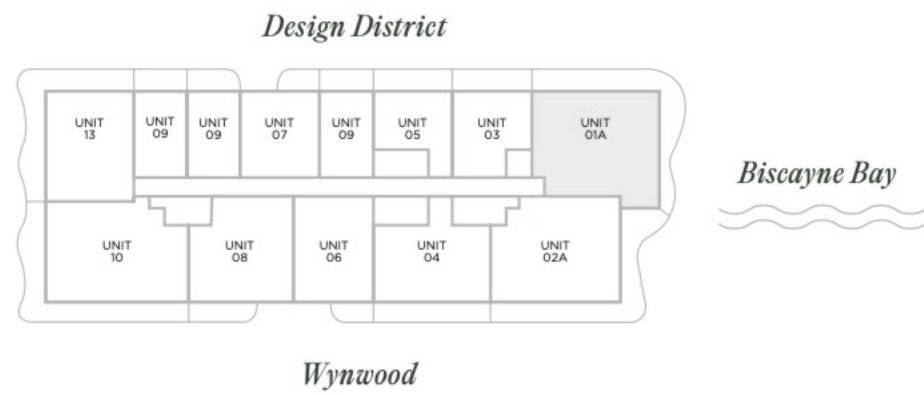 Design District
UNIT
13
UNIT
09
UNIT
09
UNIT
07
UNIT
09
UNIT
05
UNIT
03
UNIT
01A
Biscayne Bay
UNIT
10
UNIT
08
UNIT
06
UNIT
04
UNIT
02A
Wynwood